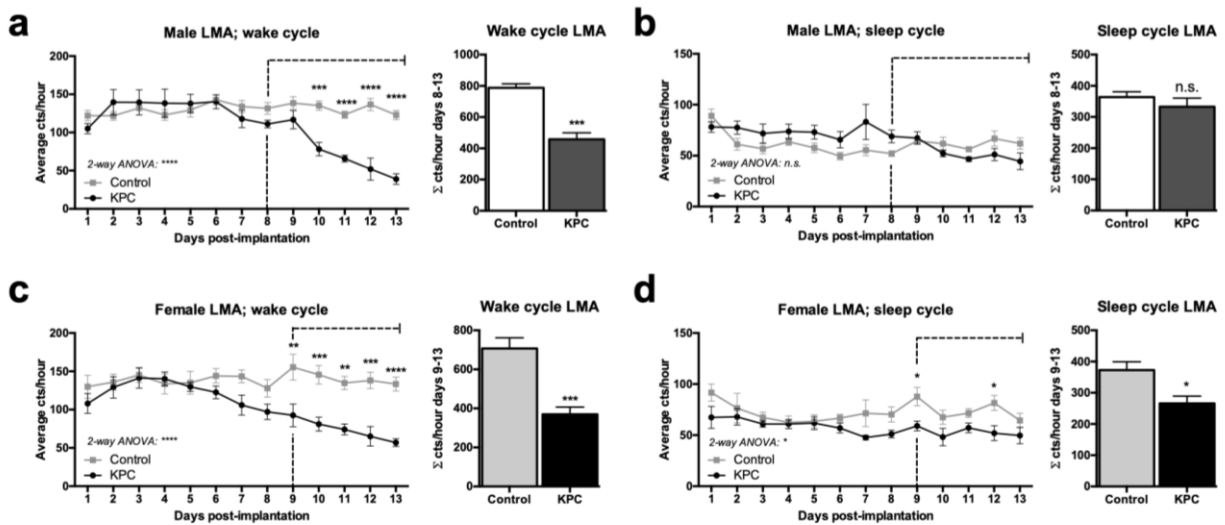 a
Male LMA; wake cycle
Average cts/hour
200
150
100
50
0
*** **** **** ****
2-way ANOVA: ****
Control
KPC
1 2 3 4 5 6 7 8 9 10 11 12 13
Days post-implantation
Wake cycle LMA
Σ cts/hour days 8-13
1000
800
600
400
200
0
***
Control KPC
b
Male LMA; sleep cycle
Average cts/hour
150
100
50
0
2-way ANOVA: n.s.
Control
KPC
1 2 3 4 5 6 7 8 9 10 11 12 13
Days post-implantation
Sleep cycle LMA
Σ cts/hour days 8-13
500
400
300
200
100
0
n.s.
Control KPC
c
Female LMA; wake cycle
Average cts/hour
200
150
100
50
0
** *** ** *** ****
2-way ANOVA: ****
Control
KPC
1 2 3 4 5 6 7 8 9 10 11 12 13
Days post-implantation
Wake cycle LMA
Σ cts/hour days 9-13
800
600
400
200
0
***
Control KPC
d
Female LMA; sleep cycle
Average cts/hour
150
100
50
0
* *
2-way ANOVA: *
Control
KPC
1 2 3 4 5 6 7 8 9 10 11 12 13
Days post-implantation
Sleep cycle LMA
Σ cts/hour days 9-13
500
400
300
200
100
0
*
Control KPC